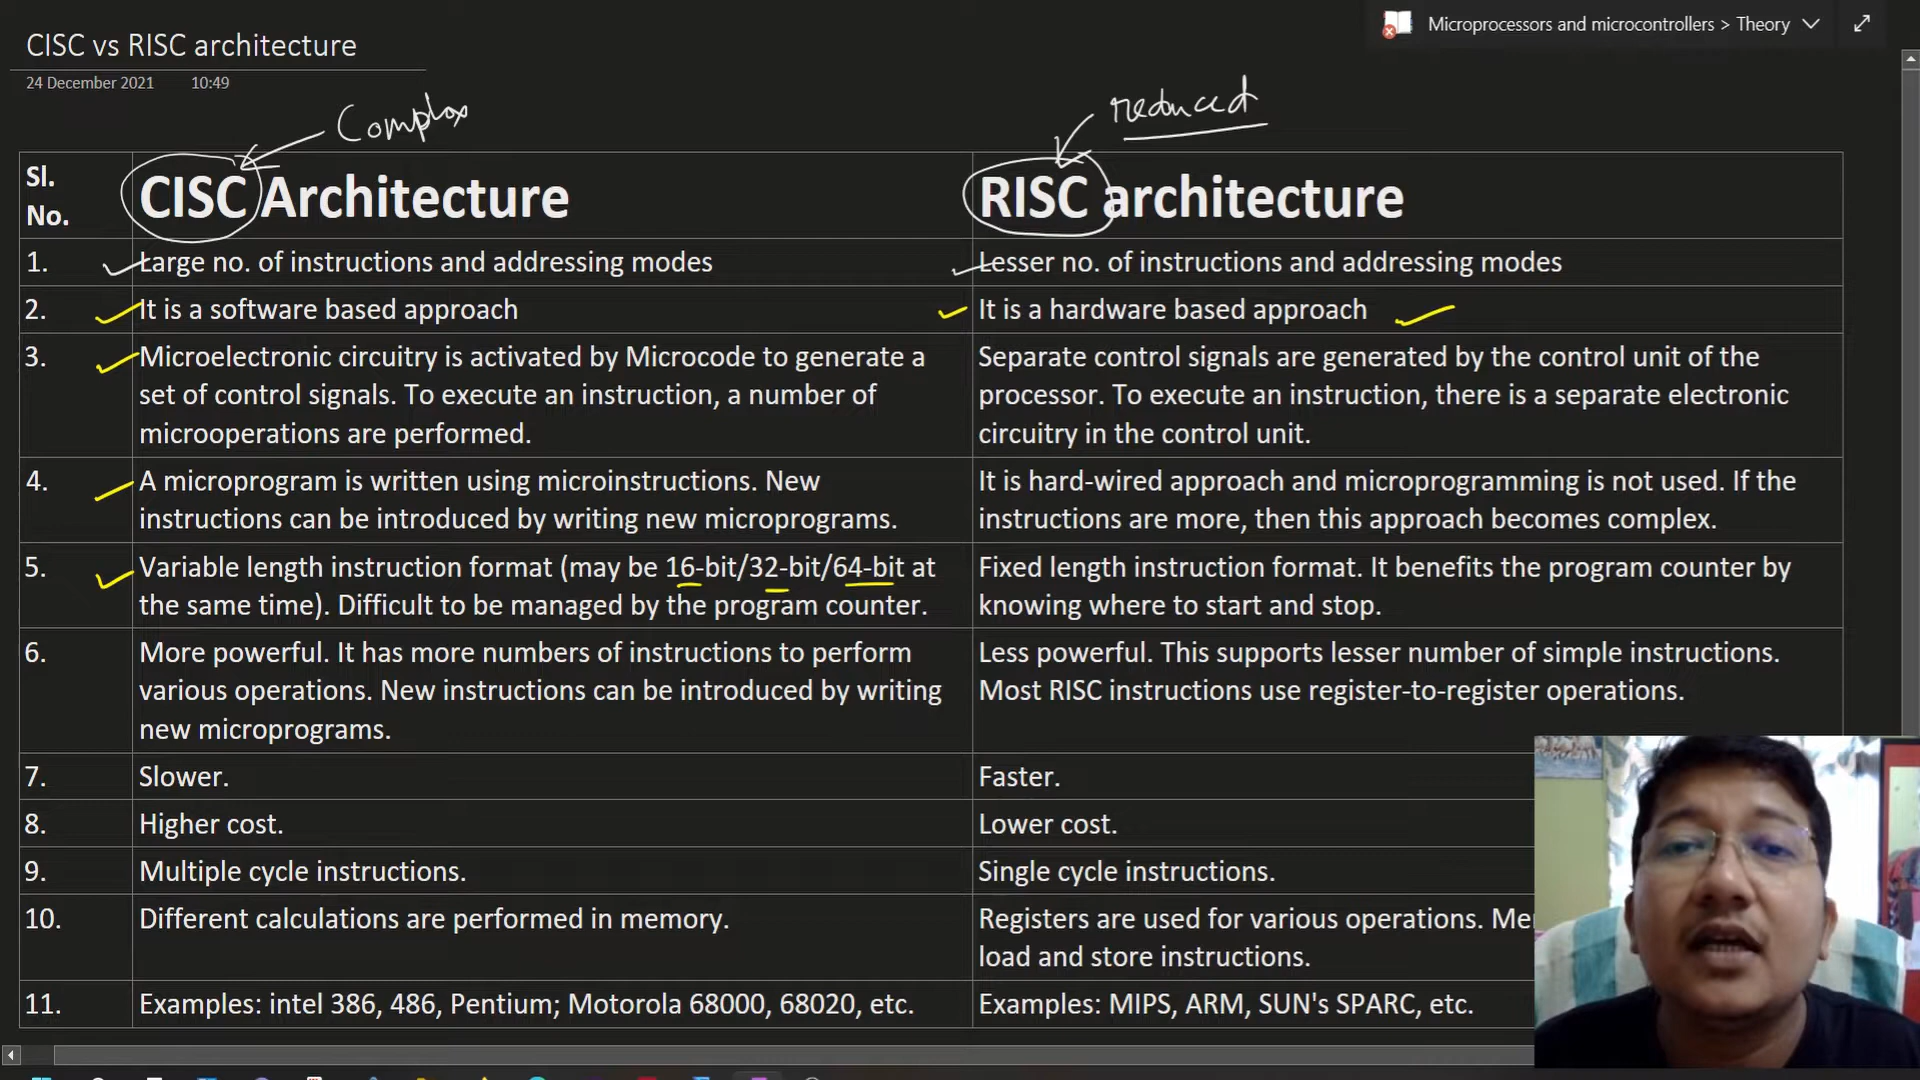 Microprocessors and microcontrollers > Theory
CISC vs RISC architecture
24 December 2021 10:49
Complex
reduced
Sl. No.
CISC Architecture
RISC architecture
1.
Large no. of instructions and addressing modes
Lesser no. of instructions and addressing modes
2.
It is a software based approach
It is a hardware based approach
3.
Microelectronic circuitry is activated by Microcode to generate a
set of control signals. To execute an instruction, a number of
microoperations are performed.
Separate control signals are generated by the control unit of the
processor. To execute an instruction, there is a separate electronic
circuitry in the control unit.
4.
A microprogram is written using microinstructions. New
instructions can be introduced by writing new microprograms.
It is hard-wired approach and microprogramming is not used. If the
instructions are more, then this approach becomes complex.
5.
Variable length instruction format (may be 16-bit/32-bit/64-bit at
the same time). Difficult to be managed by the program counter.
Fixed length instruction format. It benefits the program counter by
knowing where to start and stop.
6.
More powerful. It has more numbers of instructions to perform
various operations. New instructions can be introduced by writing
new microprograms.
Less powerful. This supports lesser number of simple instructions.
Most RISC instructions use register-to-register operations.
7.
Slower.
Faster.
8.
Higher cost.
Lower cost.
9.
Multiple cycle instructions.
Single cycle instructions.
10.
Different calculations are performed in memory.
Registers are used for various operations.
load and store instructions.
11.
Examples: intel 386, 486, Pentium; Motorola 68000, 68020, etc.
Examples: MIPS, ARM, SUN's SPARC, etc.